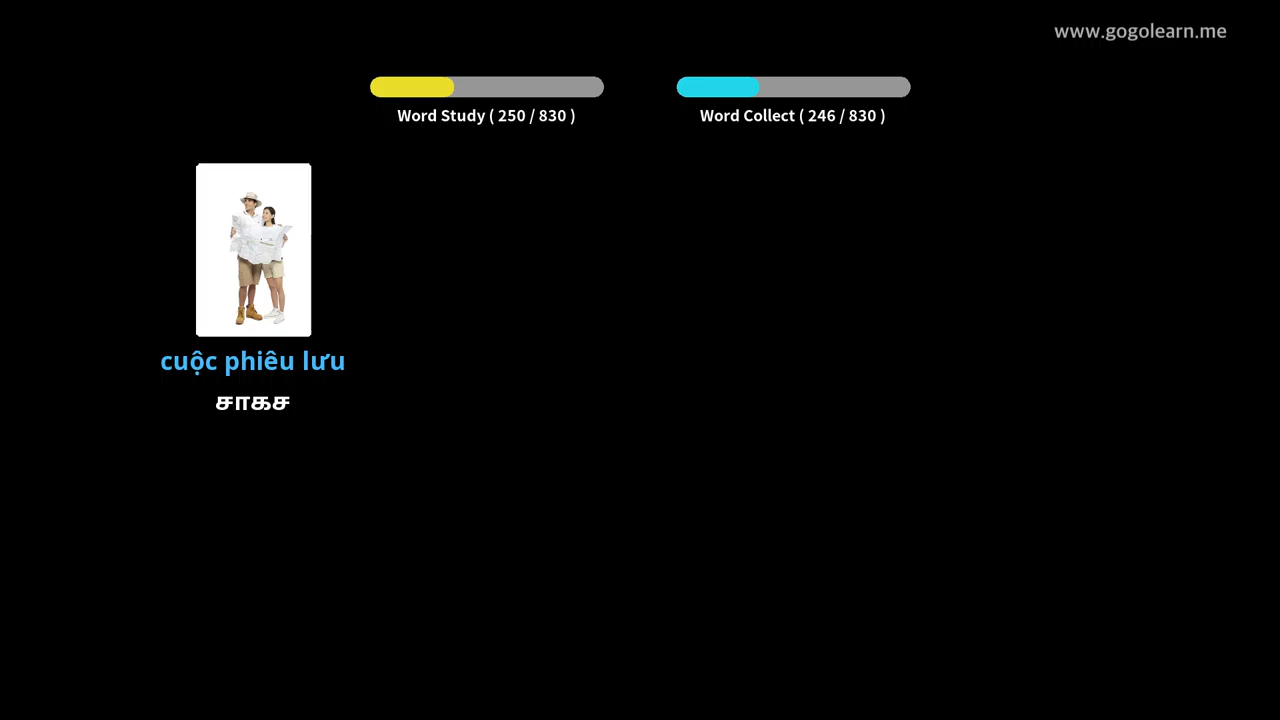 www.gogolearn.me
Word Study ( 250 / 830 )
Word Collect ( 246 / 830 )
cuộc phiêu lưu
சாகச